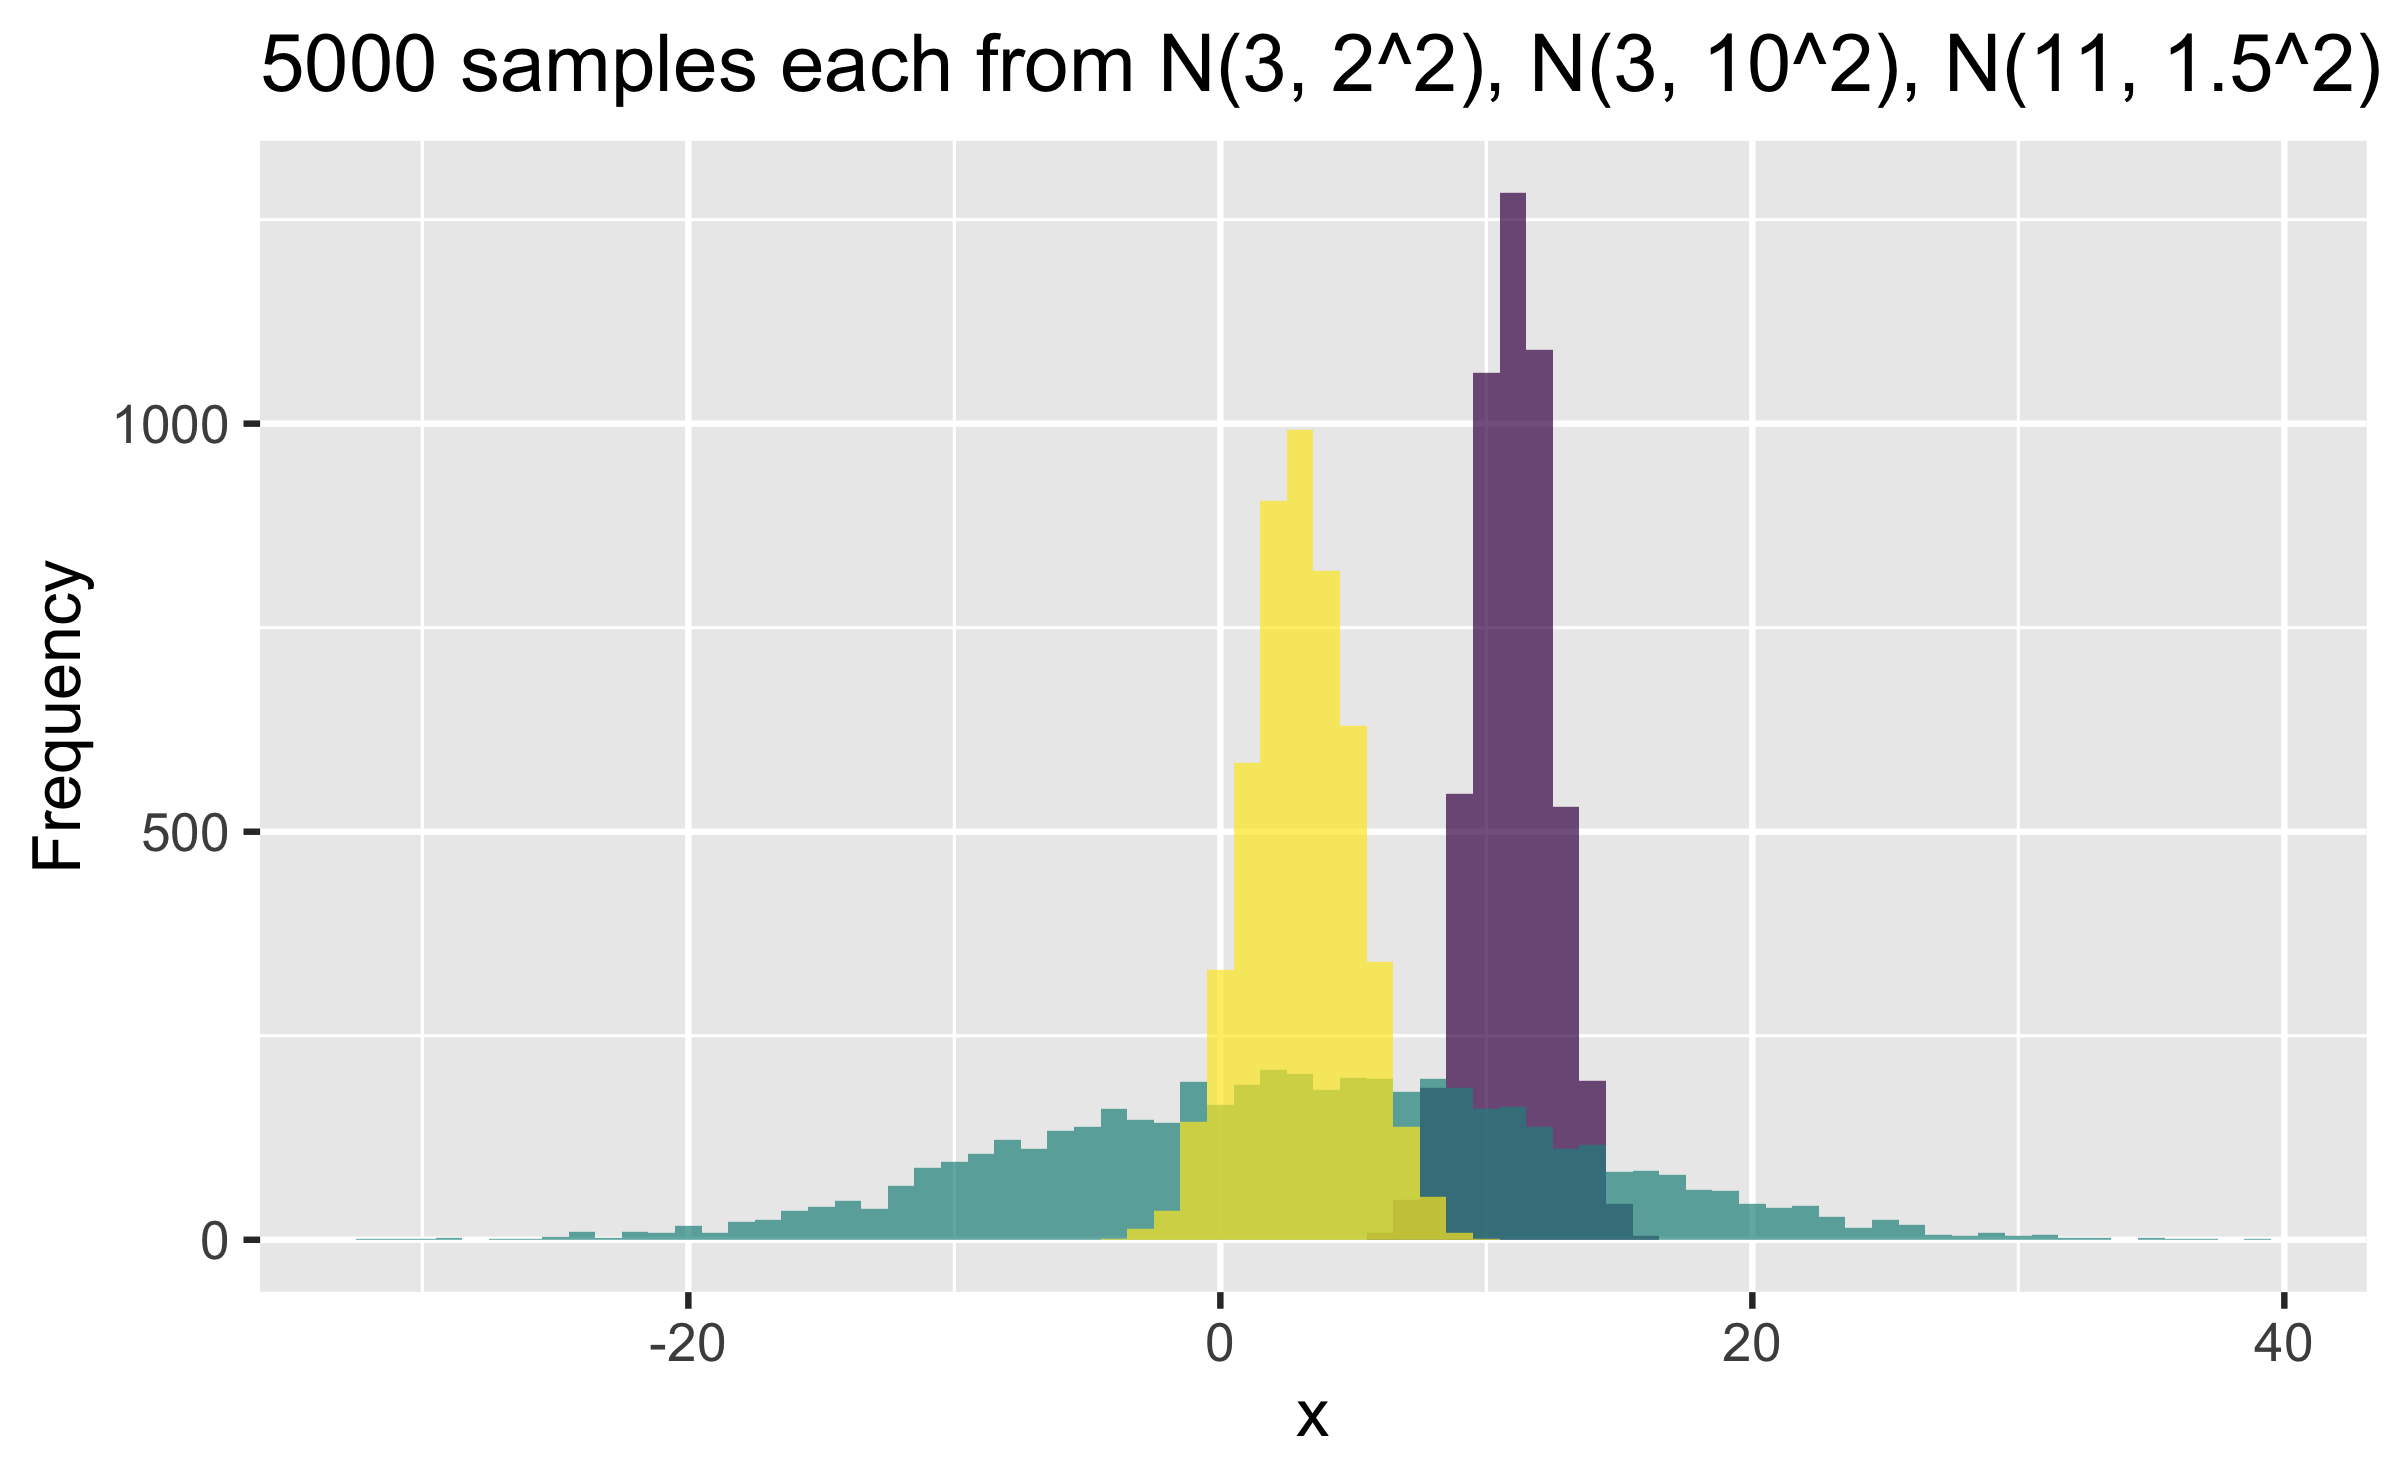 5000 samples each from N(3, 2^2), N(3, 10^2), N(11, 1.5^2)
1000
500
0
Frequency
-20
0
20
40
x